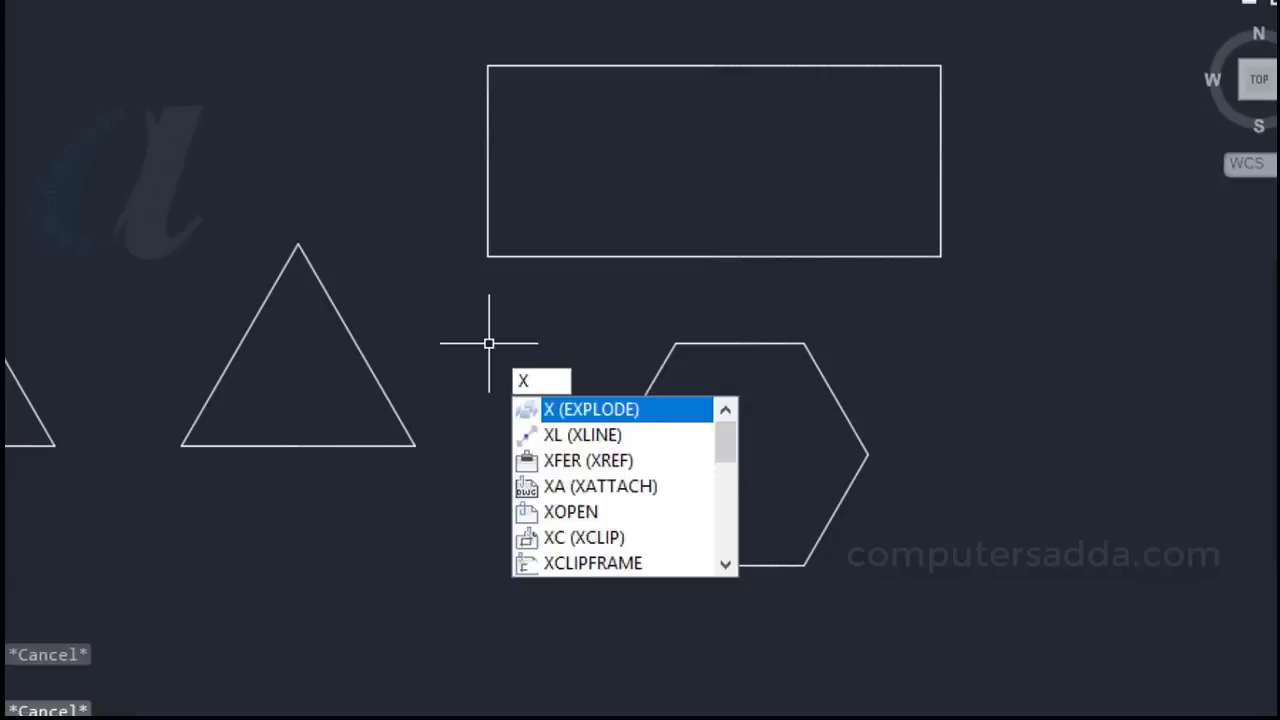 N
W
TOP
S
WCS
X
X (EXPLODE)
XL (XLINE)
XFER (XREF)
XA (XATTACH)
XOPEN
XC (XCLIP)
XCLIPFRAME
computersadda.com
*Cancel*
*Cancel*